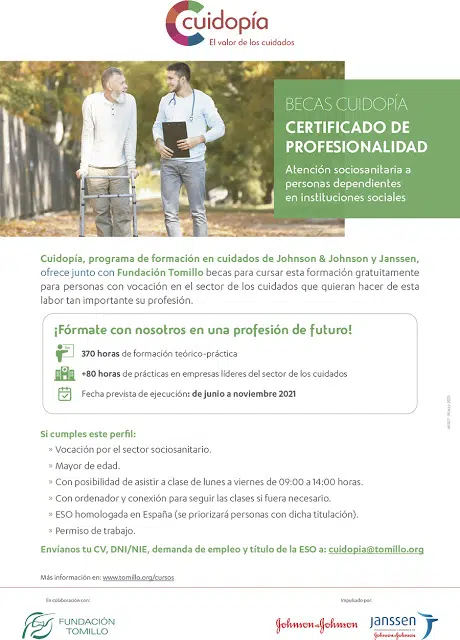 cuidopía
El valor de los cuidados
BECAS CUIDOPÍA
CERTIFICADO DE
PROFESIONALIDAD
Atención sociosanitaria a
personas dependientes
en instituciones sociales
Cuidopía, programa de formación en cuidados de Johnson & Johnson y Janssen,
ofrece junto con Fundación Tomillo becas para cursar esta formación gratuitamente
para personas con vocación en el sector de los cuidados que quieran hacer de esta
labor tan importante su profesión.
¡Fórmate con nosotros en una profesión de futuro!
370 horas de formación teórico-práctica
+80 horas de prácticas en empresas líderes del sector de los cuidados
Fecha prevista de ejecución: de junio a noviembre 2021
Si cumples este perfil:
» Vocación por el sector sociosanitario.
» Mayor de edad.
» Con posibilidad de asistir a clase de lunes a viernes de 09:00 a 14:00 horas.
» Con ordenador y conexión para seguir las clases si fuera necesario.
» ESO homologada en España (se priorizará personas con dicha titulación).
» Permiso de trabajo.
Envíanos tu CV, DNI/NIE, demanda de empleo y título de la ESO a: cuidopia@tomillo.org
Más información en: www.tomillo.org/cursos
En colaboración con:
Impulsado por:
FUNDACIÓN
TOMILLO
Johnson & Johnson
janssen
Johnson & Johnson